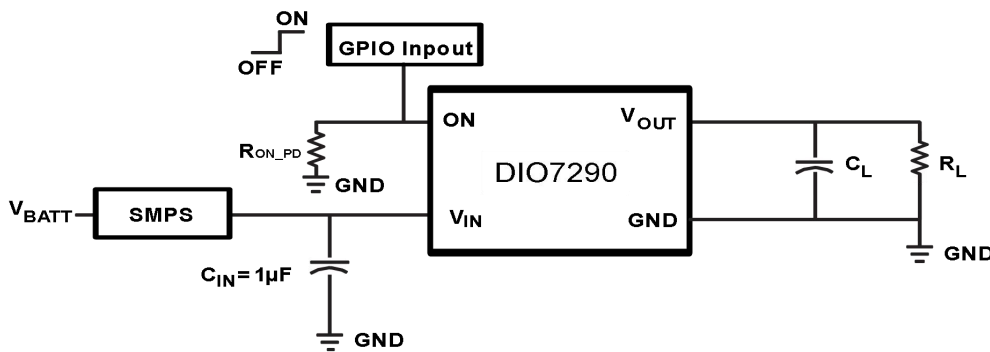 ON
OFF
GPIO Inpout
ON
VOUT
RON_PD
GND
DIO7290
CL
RL
VBATT
SMPS
VIN
GND
GND
CIN = 1µF
GND